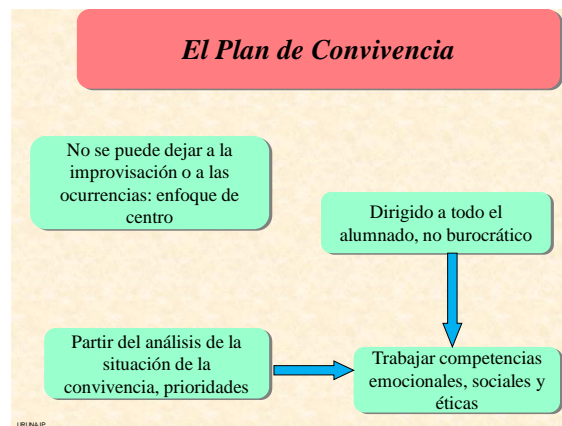 El Plan de Convivencia
No se puede dejar a la
improvisación o a las
ocurrencias: enfoque de
centro
Dirigido a todo el
alumnado, no burocrático
Partir del análisis de la
situación de la
convivencia, prioridades
Trabajar competencias
emocionales, sociales y
éticas